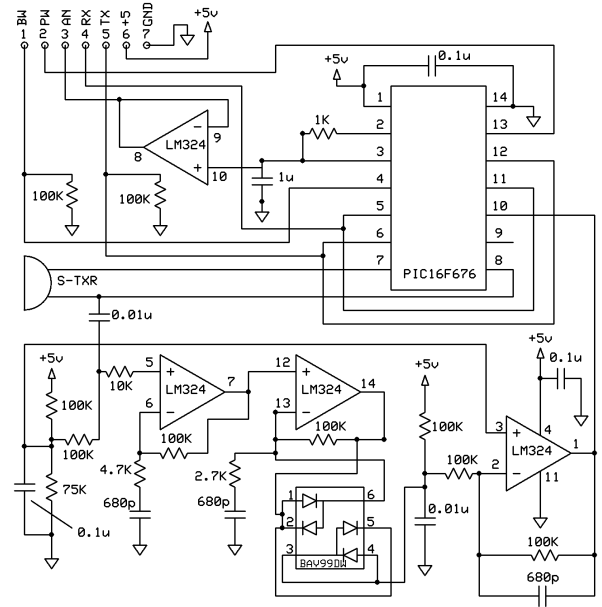 BW PW AN RX TX +5 GND
1 2 3 4 5 6 7
+5v
+5v
0.1u
1
14
1K
2
13
9
LM324
8
+
10
3
12
1u
4
11
100K
100K
5
10
6
9
7
8
PIC16F676
S-TXR
0.01u
+5v
+5v
+5v
0.1u
5
+
LM324
7
12
+
LM324
14
10K
6
13
100K
100K
100K
100K
100K
3
+
4
LM324
1
2
11
100K
4.7K
2.7K
75K
680p
680p
0.1u
1
6
2
5
3
4
BAV99DW
0.01u
100K
680p